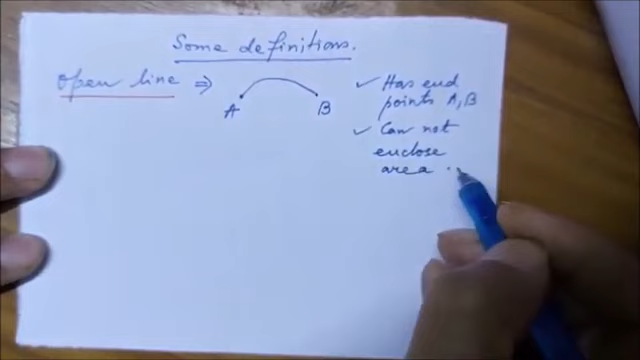 Some definitions.
open line ⇒
A
B
✓ Has end
points A, B
✓ Can not
enclose
area .